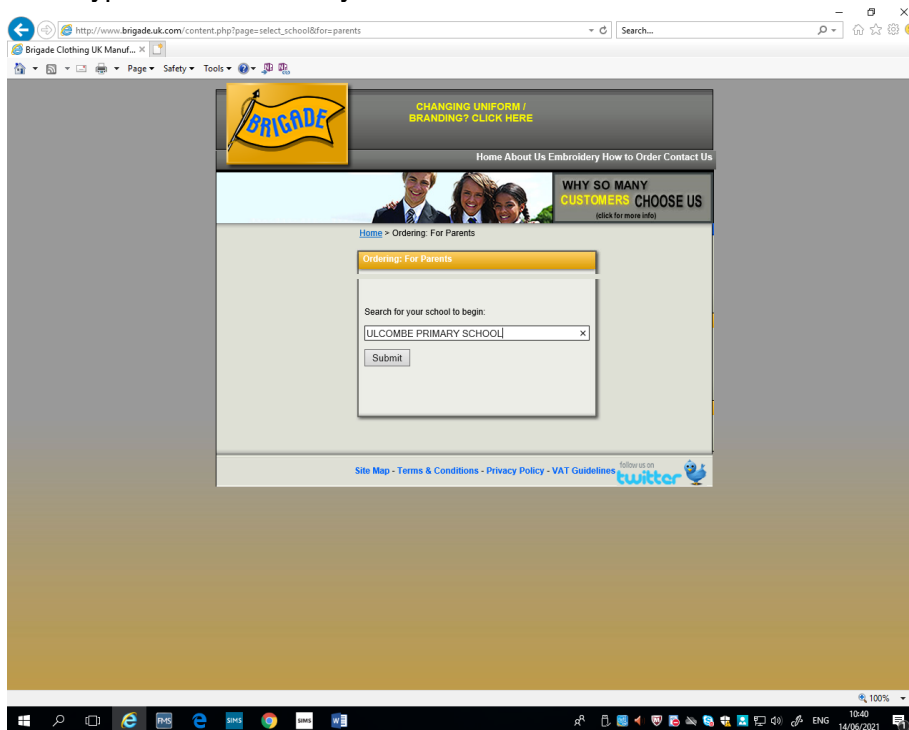 http://www.brigade.uk.com/content.php?page=select_school&for=parents
Search...
Brigade Clothing UK Manuf...
Page Safety Tools
BRIGADE
CHANGING UNIFORM /
BRANDING? CLICK HERE
Home About Us Embroidery How to Order Contact Us
WHY SO MANY
CUSTOMERS CHOOSE US
(click for more info)
Home > Ordering: For Parents
Ordering: For Parents
Search for your school to begin:
ULCOMBE PRIMARY SCHOOL
Submit
Site Map - Terms & Conditions - Privacy Policy - VAT Guidelines
follow us on
twitter
100%
FMS SIMS SIMS
ENG
10:40
14/06/2021